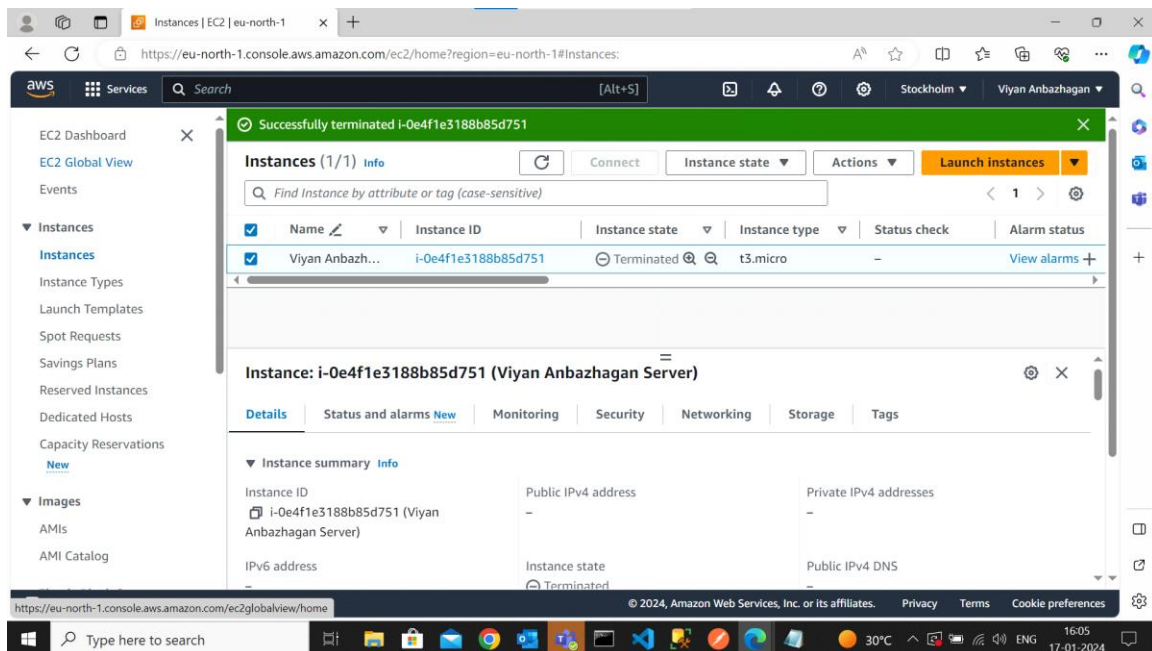 Instances | EC2 | eu-north-1
https://eu-north-1.console.aws.amazon.com/ec2/home?region=eu-north-1#Instances:
aws Services Search [Alt+S] Stockholm Viyan Anbazhagan
EC2 Dashboard
EC2 Global View
Events
Instances
Instances
Instance Types
Launch Templates
Spot Requests
Savings Plans
Reserved Instances
Dedicated Hosts
Capacity Reservations
New
Images
AMIs
AMI Catalog
Successfully terminated i-0e4f1e3188b85d751
Instances (1/1) Info Connect Instance state Actions Launch instances
Find Instance by attribute or tag (case-sensitive) 1
Name Instance ID Instance state Instance type Status check Alarm status
Viyan Anbazh... i-0e4f1e3188b85d751 Terminated t3.micro – View alarms +
Instance: i-0e4f1e3188b85d751 (Viyan Anbazhagan Server)
Details Status and alarms New Monitoring Security Networking Storage Tags
Instance summary Info
Instance ID
i-0e4f1e3188b85d751 (Viyan
Anbazhagan Server)
Public IPv4 address
–
Private IPv4 addresses
–
IPv6 address
–
Instance state
Terminated
Public IPv4 DNS
–
https://eu-north-1.console.aws.amazon.com/ec2globalview/home
© 2024, Amazon Web Services, Inc. or its affiliates. Privacy Terms Cookie preferences
Type here to search 30°C ENG 16:05
17-01-2024